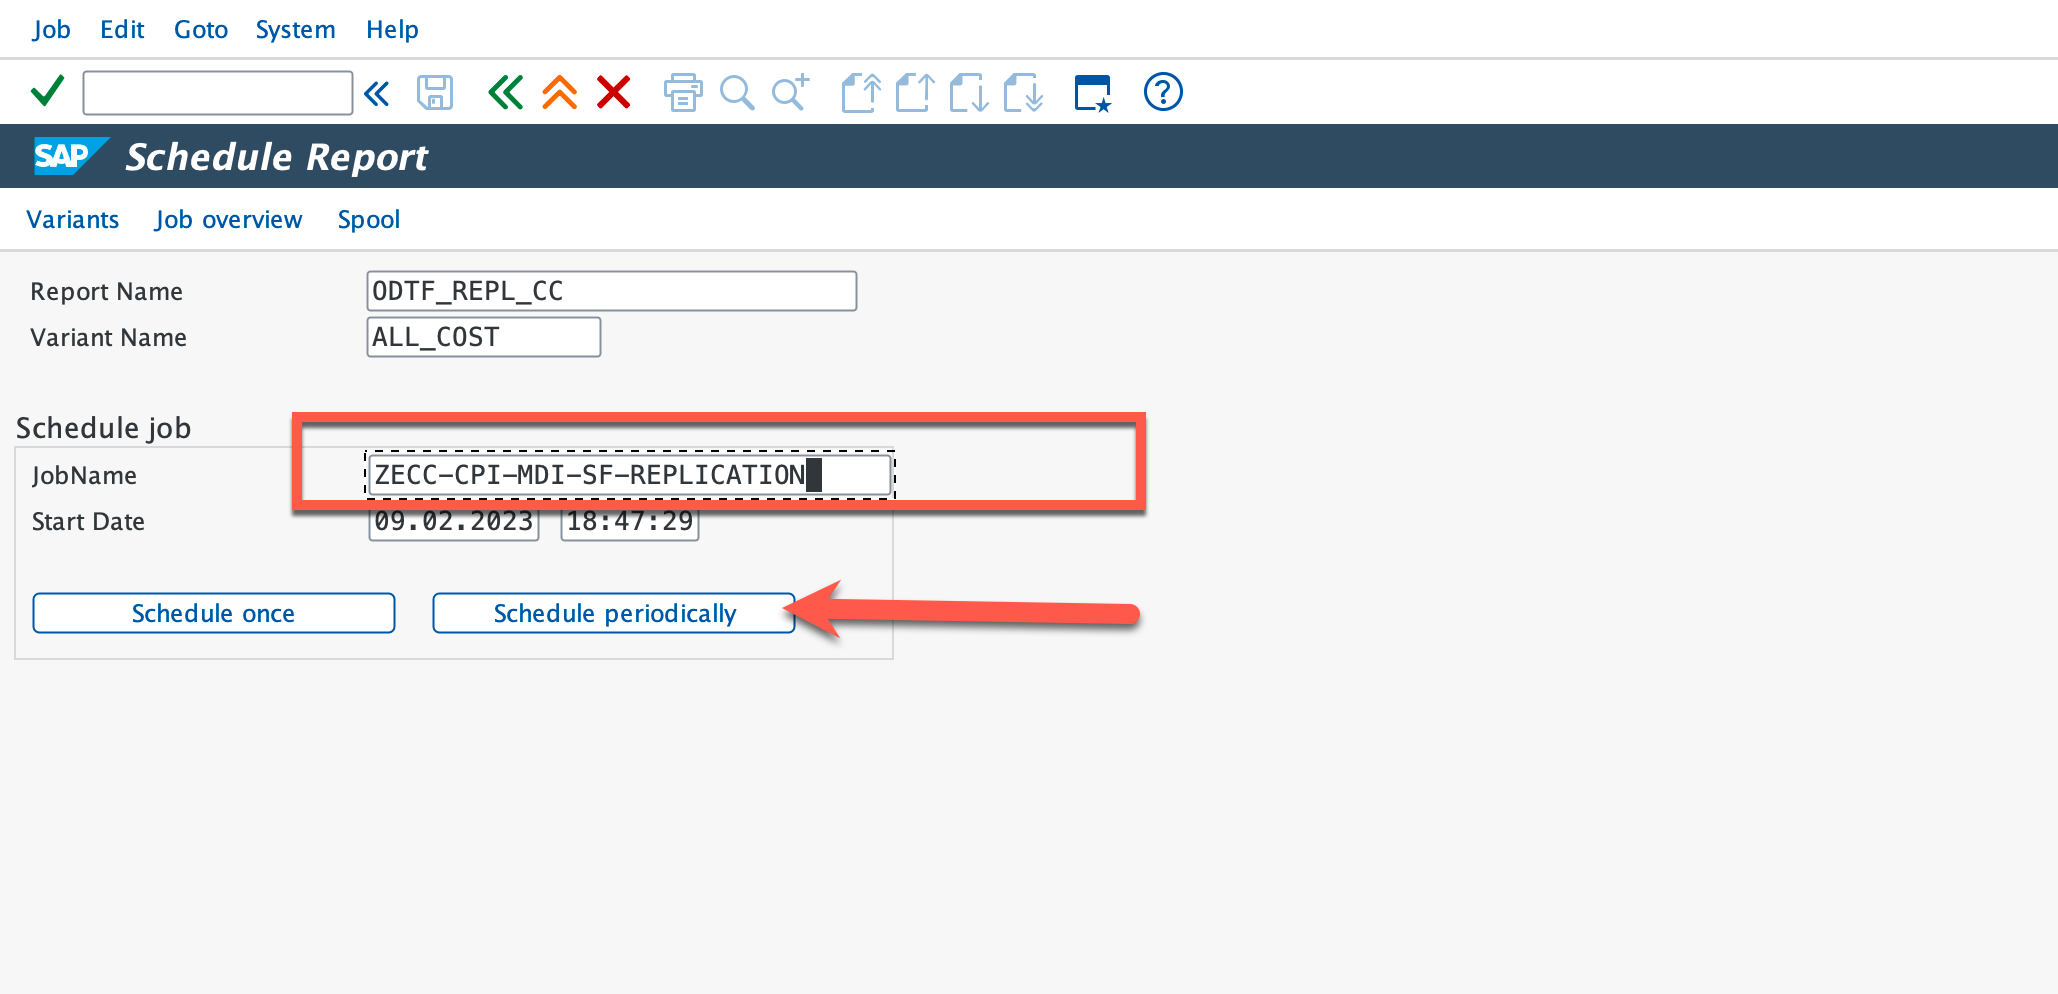 Job Edit Goto System Help
SAP Schedule Report
Variants Job overview Spool
Report Name ODTF_REPL_CC
Variant Name ALL_COST
Schedule job
JobName ZECC-CPI-MDI-SF-REPLICATION
Start Date 09.02.2023 18:47:29
Schedule once Schedule periodically